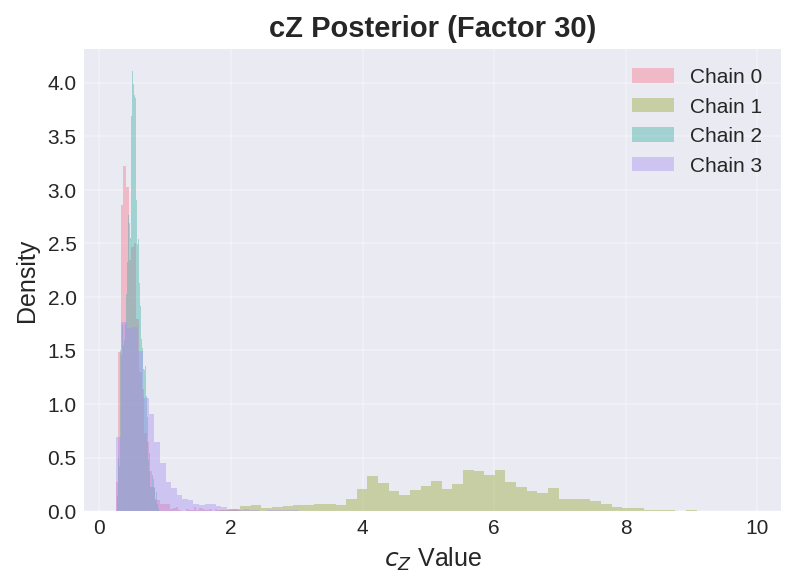 cZ Posterior (Factor 30)
Chain 0
Chain 1
Chain 2
Chain 3
Density
4.0
3.5
3.0
2.5
2.0
1.5
1.0
0.5
0.0
0 2 4 6 8 10
c_Z Value